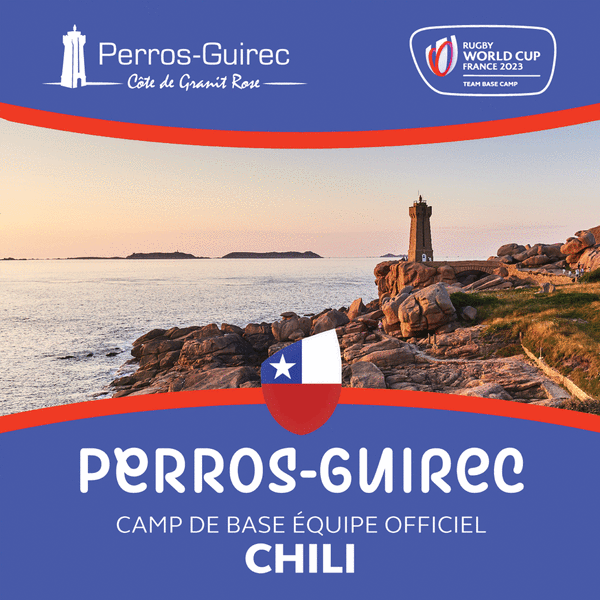 Perros-Guirec
Côte de Granit Rose
RUGBY
WORLD CUP
FRANCE 2023
TEAM BASE CAMP
PERROS-GUIREC
CAMP DE BASE ÉQUIPE OFFICIEL
CHILI